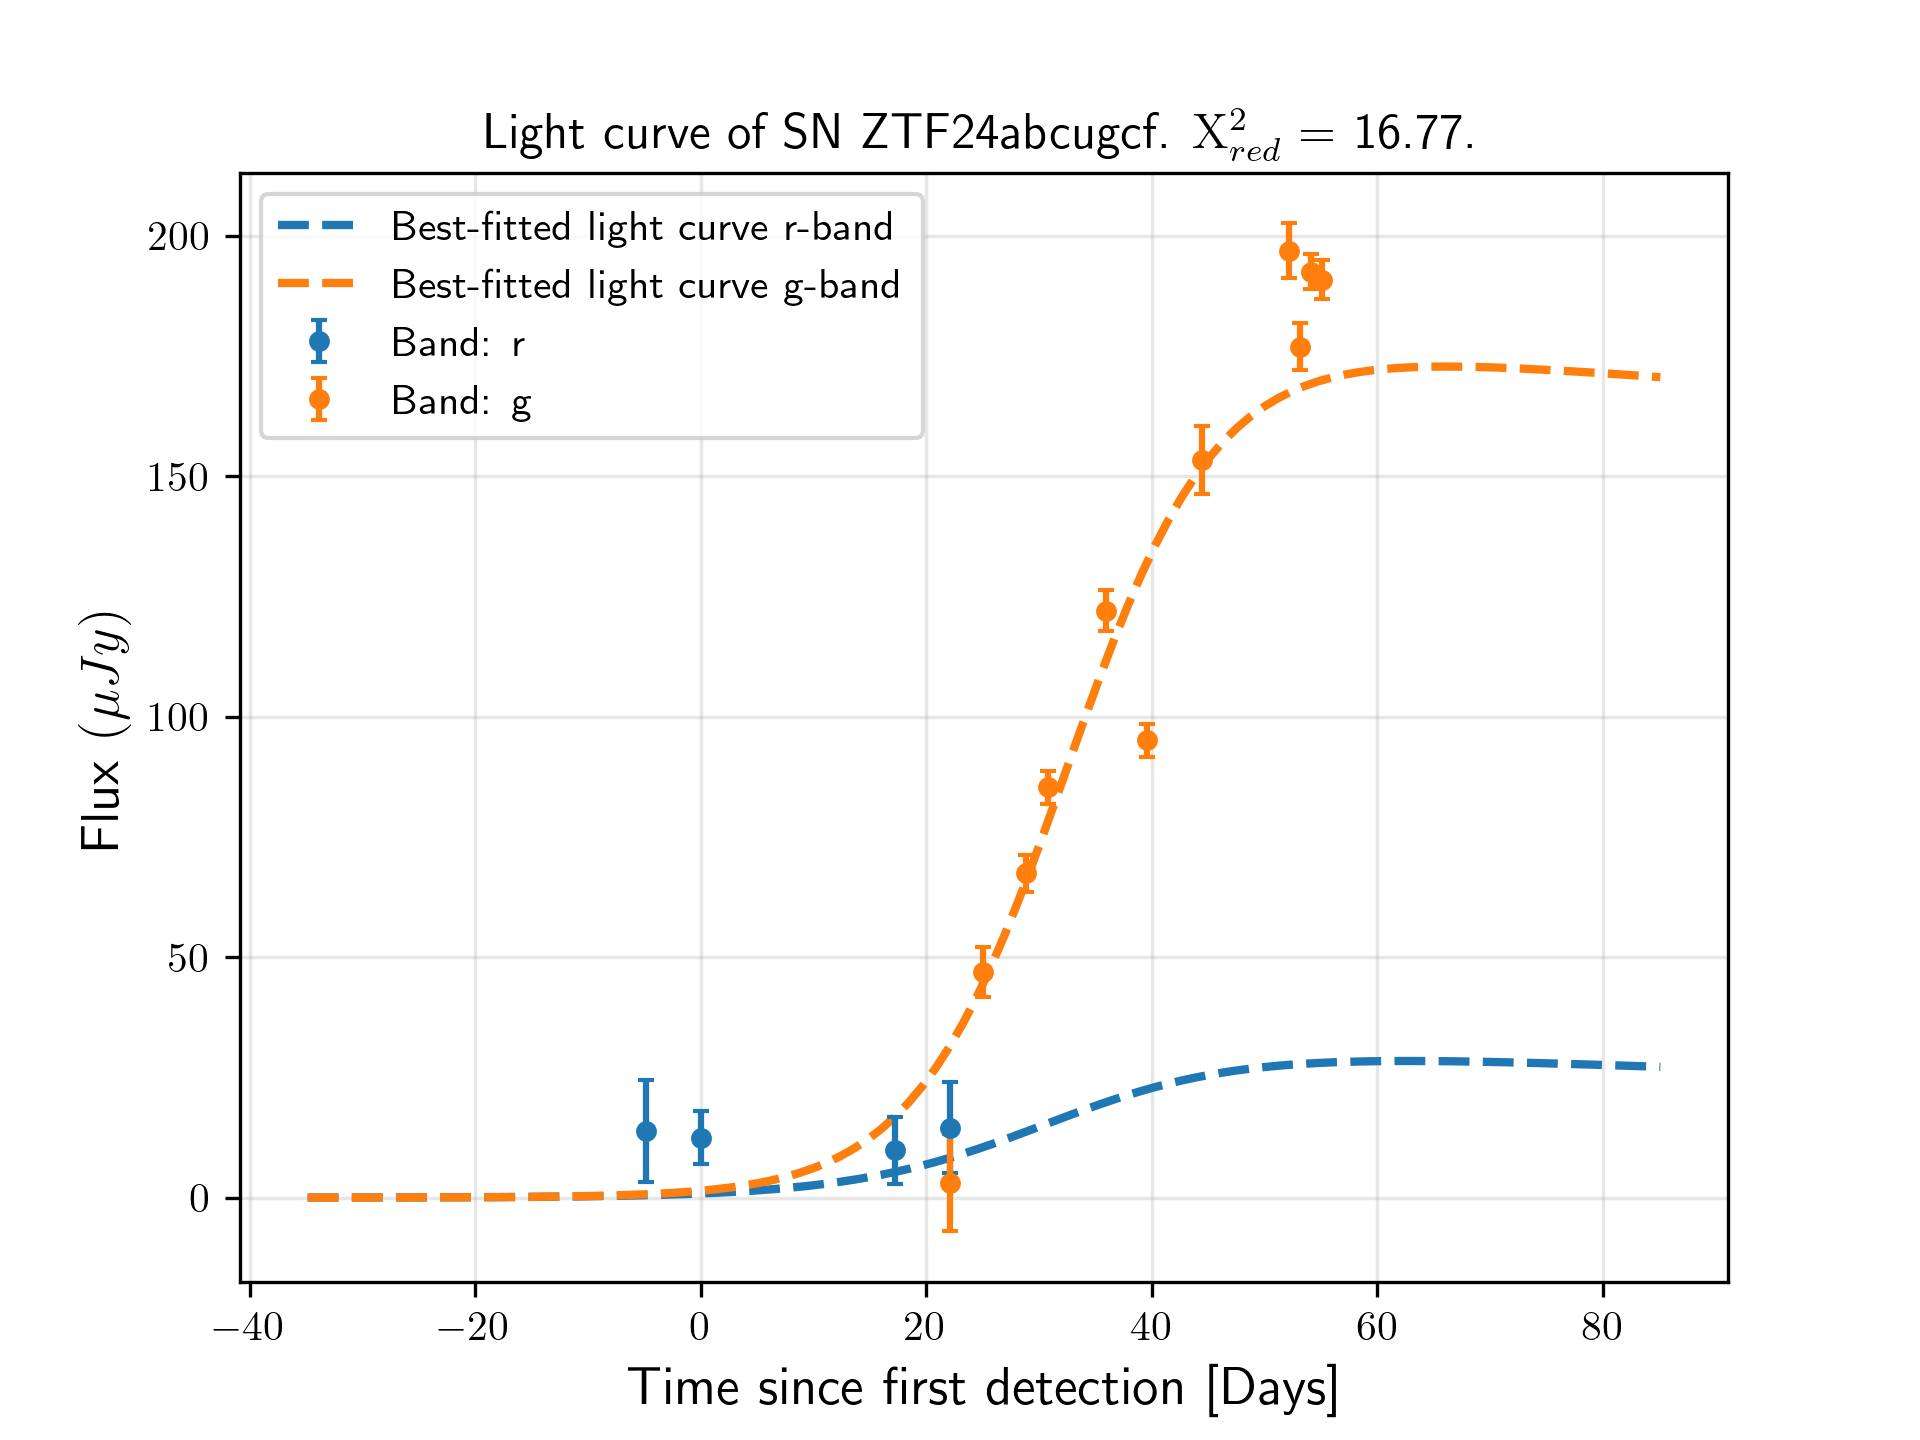 Light curve of SN ZTF24abcugcf. X²_red = 16.77.
Best-fitted light curve r-band
Best-fitted light curve g-band
Band: r
Band: g
Flux (μJy)
200
150
100
50
0
−40 −20 0 20 40 60 80
Time since first detection [Days]